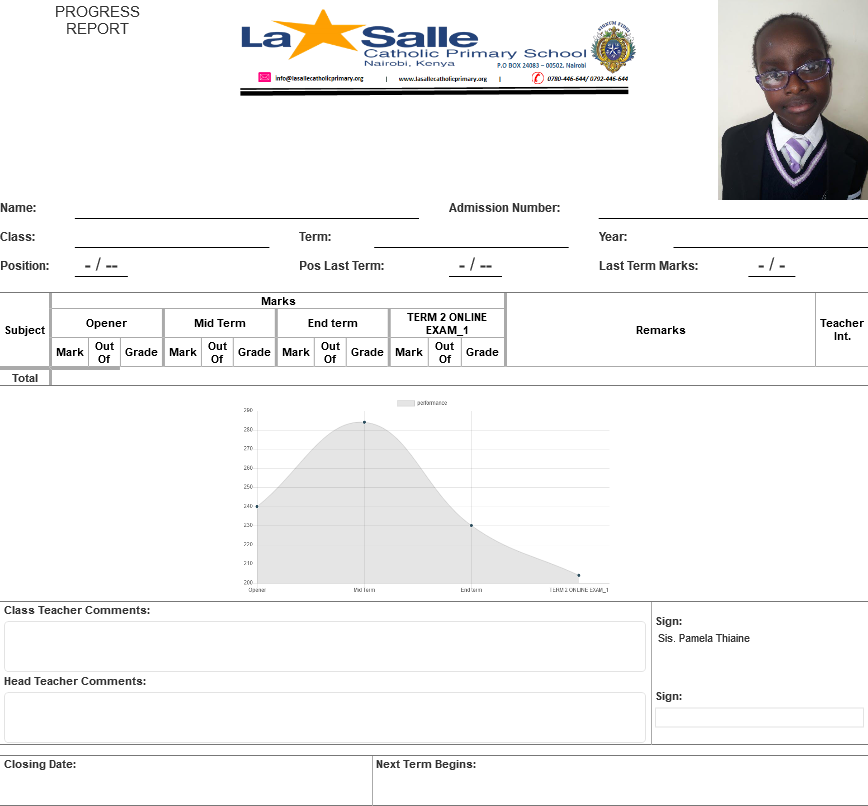 PROGRESS
REPORT
La Salle
Catholic Primary School
Nairobi, Kenya
P.O BOX 24083 – 00502, Nairobi
info@lasallecatholicprimary.org | www.lasallecatholicprimary.org | 0780-446-644/ 0792-446-644
Name: Admission Number:
Class: Term: Year:
Position: - / -- Pos Last Term: - / -- Last Term Marks: - / -
Marks
Subject Opener Mid Term End term TERM 2 ONLINE EXAM_1 Remarks Teacher Int.
Mark Out Of Grade Mark Out Of Grade Mark Out Of Grade Mark Out Of Grade
Total
performance
290
280
270
260
250
240
230
220
210
200
Opener Mid Term End term TERM 2 ONLINE EXAM_1
Class Teacher Comments:
Sign:
Sis. Pamela Thiaine
Head Teacher Comments:
Sign:
Closing Date: Next Term Begins: